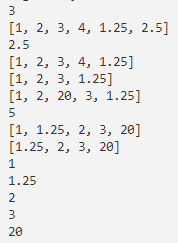 3
[1, 2, 3, 4, 1.25, 2.5]
2.5
[1, 2, 3, 4, 1.25]
[1, 2, 3, 1.25]
[1, 2, 20, 3, 1.25]
5
[1, 1.25, 2, 3, 20]
[1.25, 2, 3, 20]
1
1.25
2
3
20